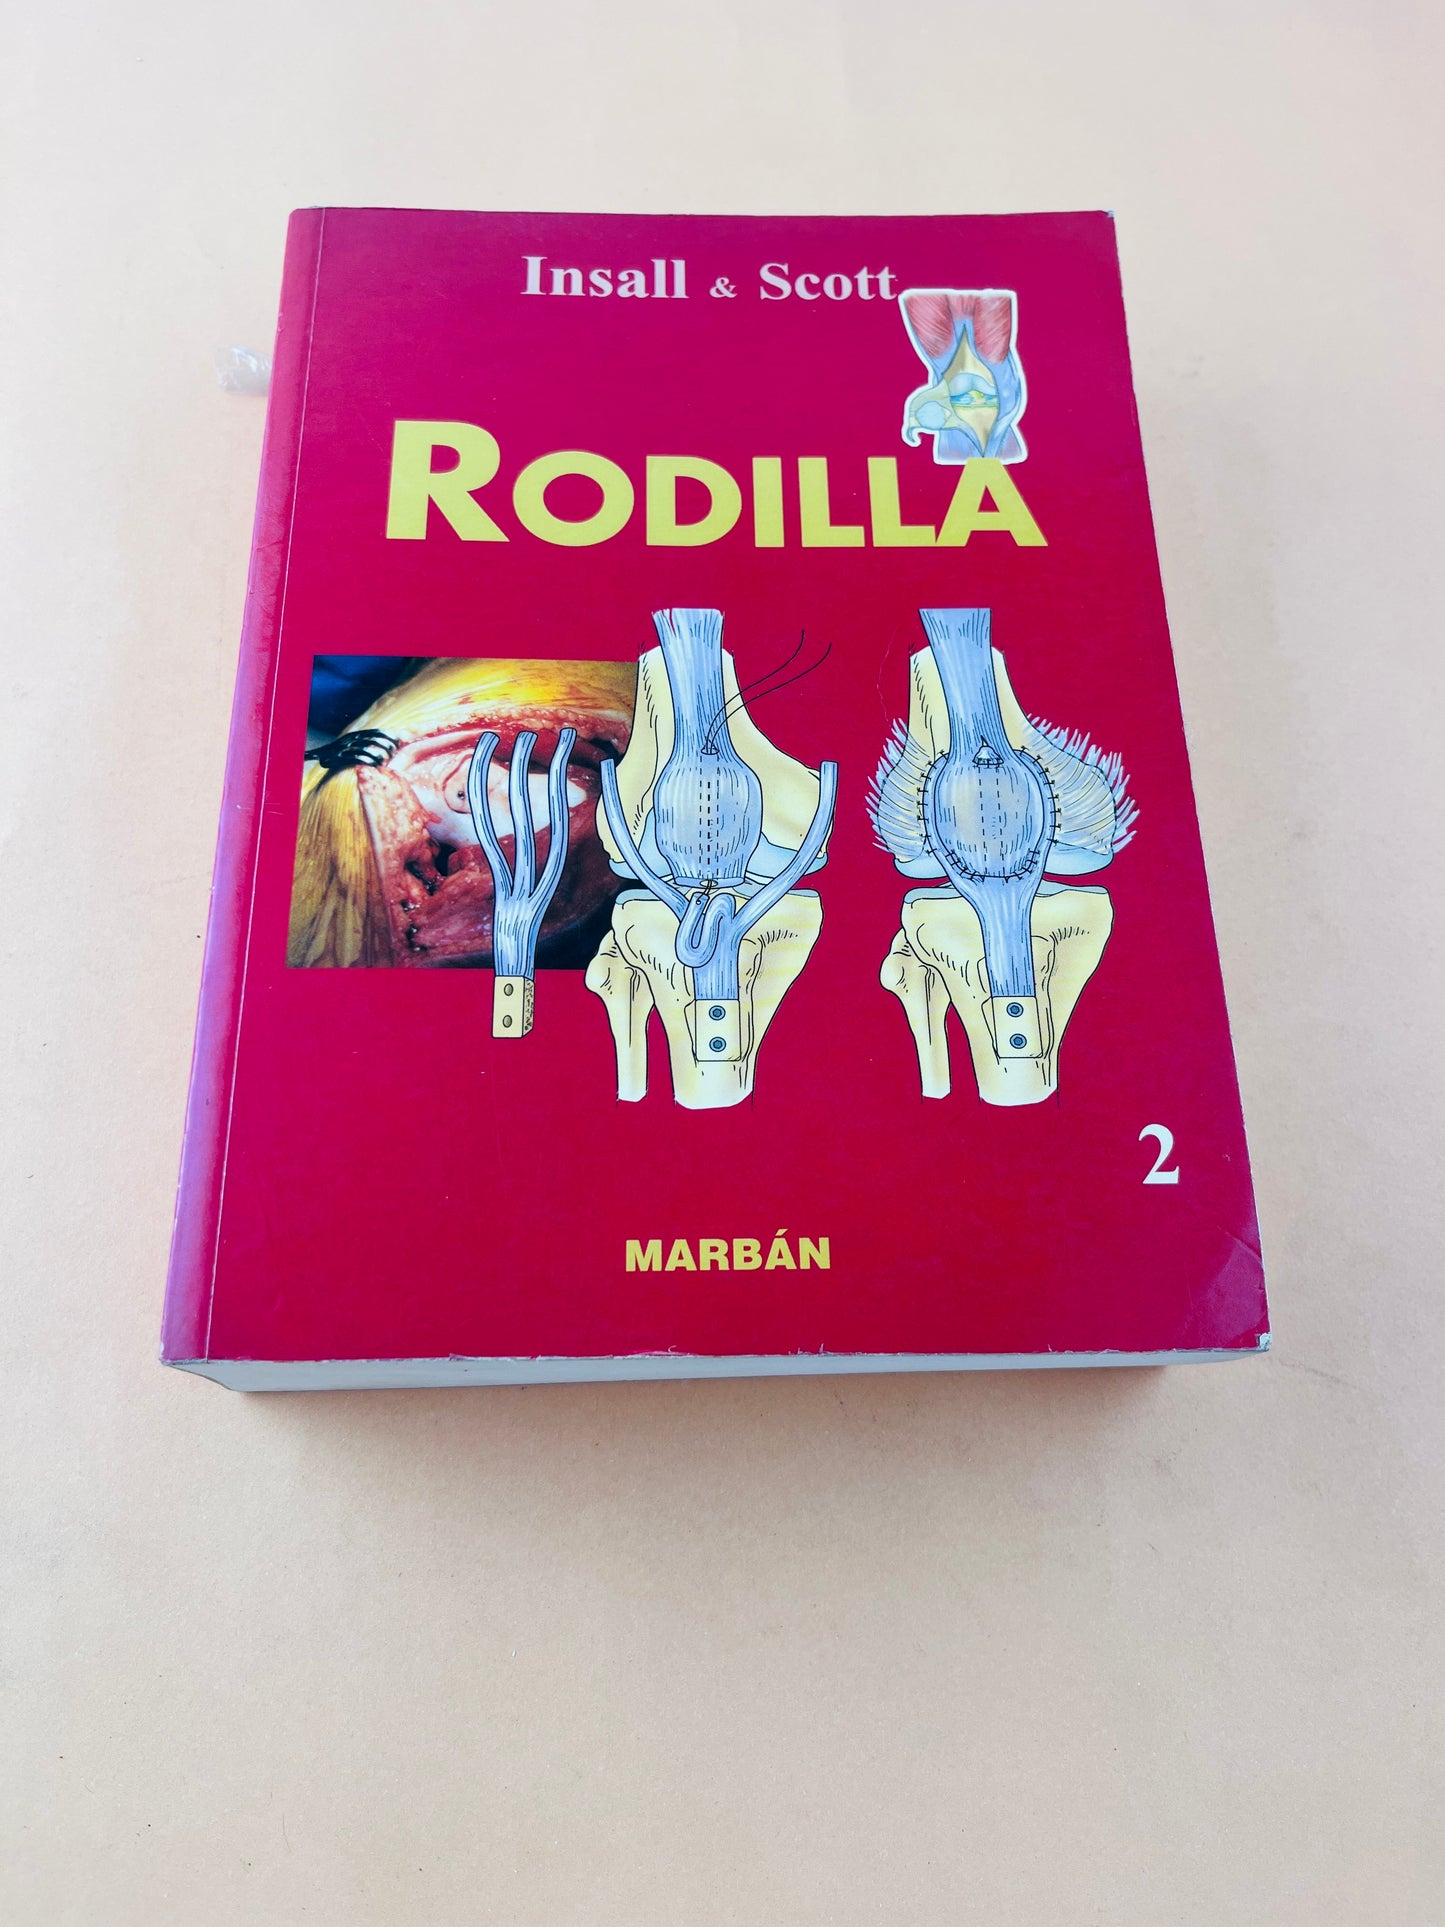 Insall & Scott
RODILLA
2
MARBÁN